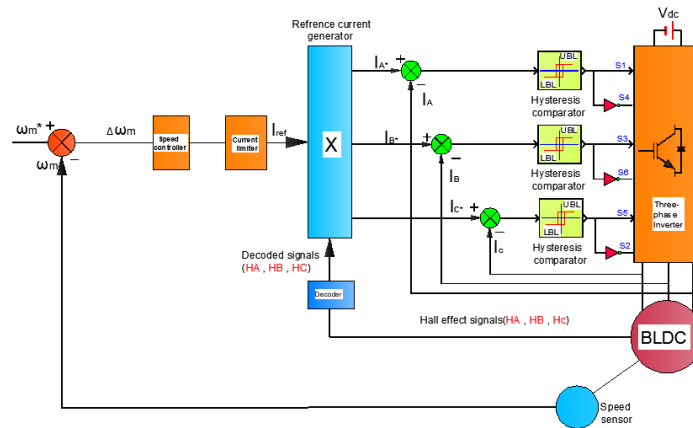 Refrence current
generator
Vdc
IA* +
−
IA
UBL
LBL
Hysteresis
comparator
S1
S4
ωm* +
ωm −
Δωm
Speed
controller
Current
limiter
Iref
X
IB* +
−
IB
UBL
LBL
Hysteresis
comparator
S3
S6
IC* +
−
Ic
UBL
LBL
Hysteresis
comparator
S5
S2
Three-
phase
Inverter
Decoded signals
(HA , HB , HC)
Decoder
Hall effect signals(HA , HB , Hc)
BLDC
Speed
sensor